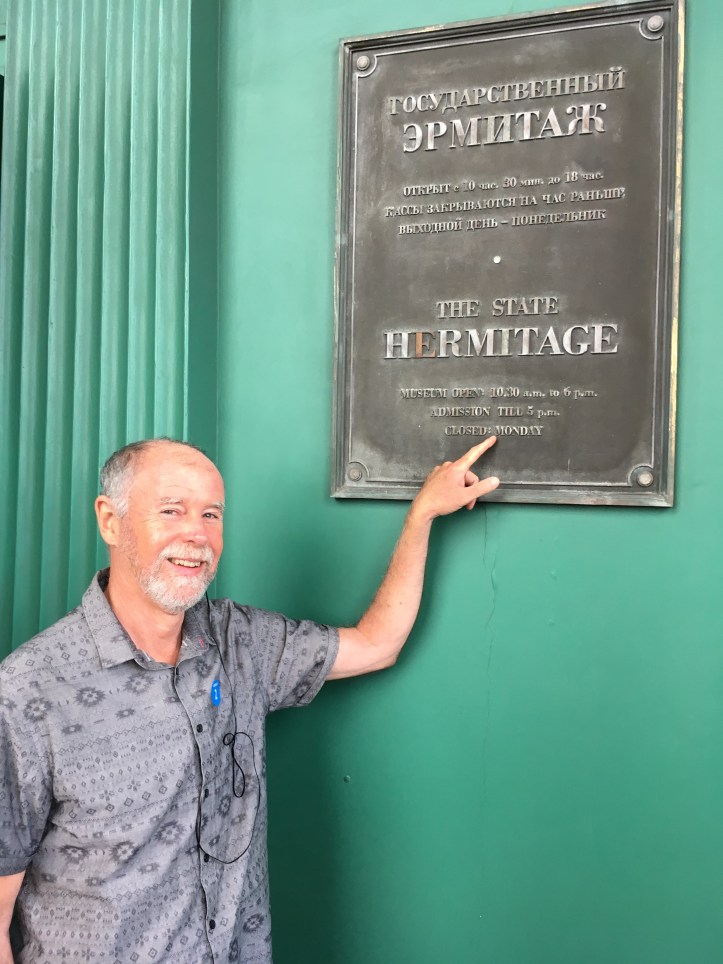 ГОСУДАРСТВЕННЫЙ
ЭРМИТАЖ
ОТКРЫТ с 10 час. 30 мин. до 18 час.
КАССЫ ЗАКРЫВАЮТСЯ НА ЧАС РАНЬШЕ,
ВЫХОДНОЙ ДЕНЬ – ПОНЕДЕЛЬНИК
THE STATE
HERMITAGE
MUSEUM OPEN: 10.30 a.m. to 6 p.m.
ADMISSION TILL 5 p.m.
CLOSED: MONDAY